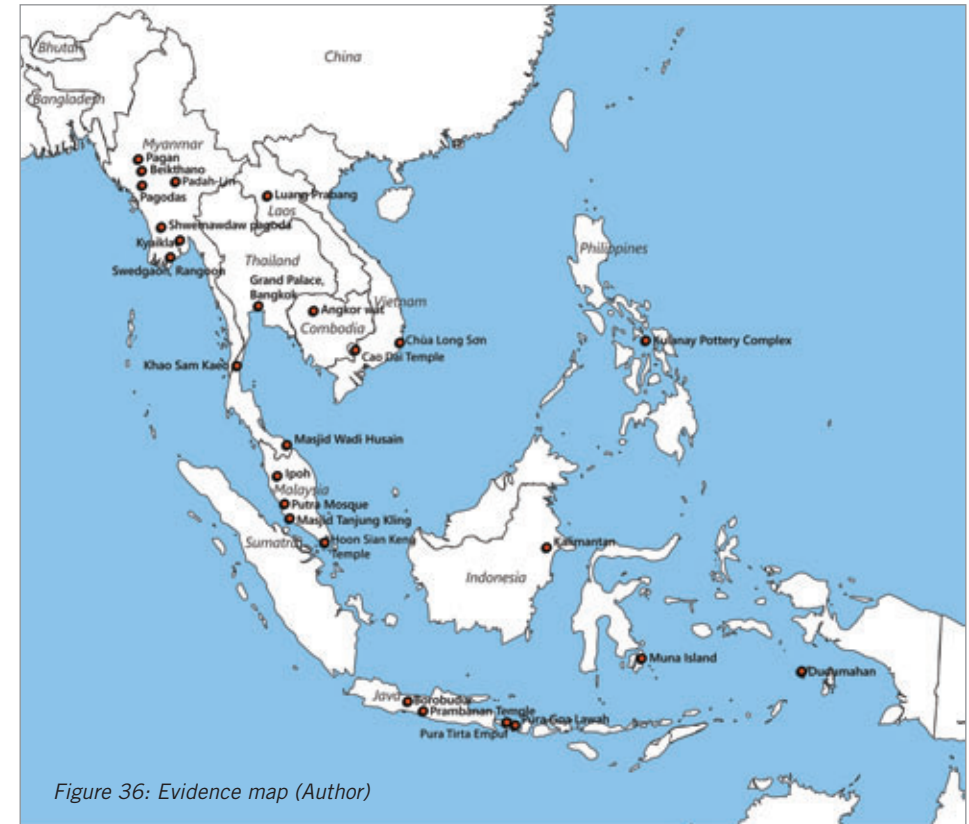 Bhutan
China
Bangladesh
Myanmar
Pagan
Beikthano
Padah-Lin
Pagodas
Luang Prabang
Laos
Shwemawdaw pagoda
Kyaikla
Swedgaon, Rangoon
Thailand
Grand Palace,
Bangkok
Philippines
Vietnam
Angkor wat
Combodia
Chùa Long Sơn
Cao Dai Temple
Kulanay Pottery Complex
Khao Sam Kaeo
Masjid Wadi Husain
Ipoh
Malaysia
Putra Mosque
Masjid Tanjung Kling
Sumatra
Hoon Sian Keng
Temple
Kalimantan
Indonesia
Muna Island
Dudumahan
Java
Borobudar
Prambanan Temple
Pura Goa Lawah
Pura Tirta Empul
Figure 36: Evidence map (Author)